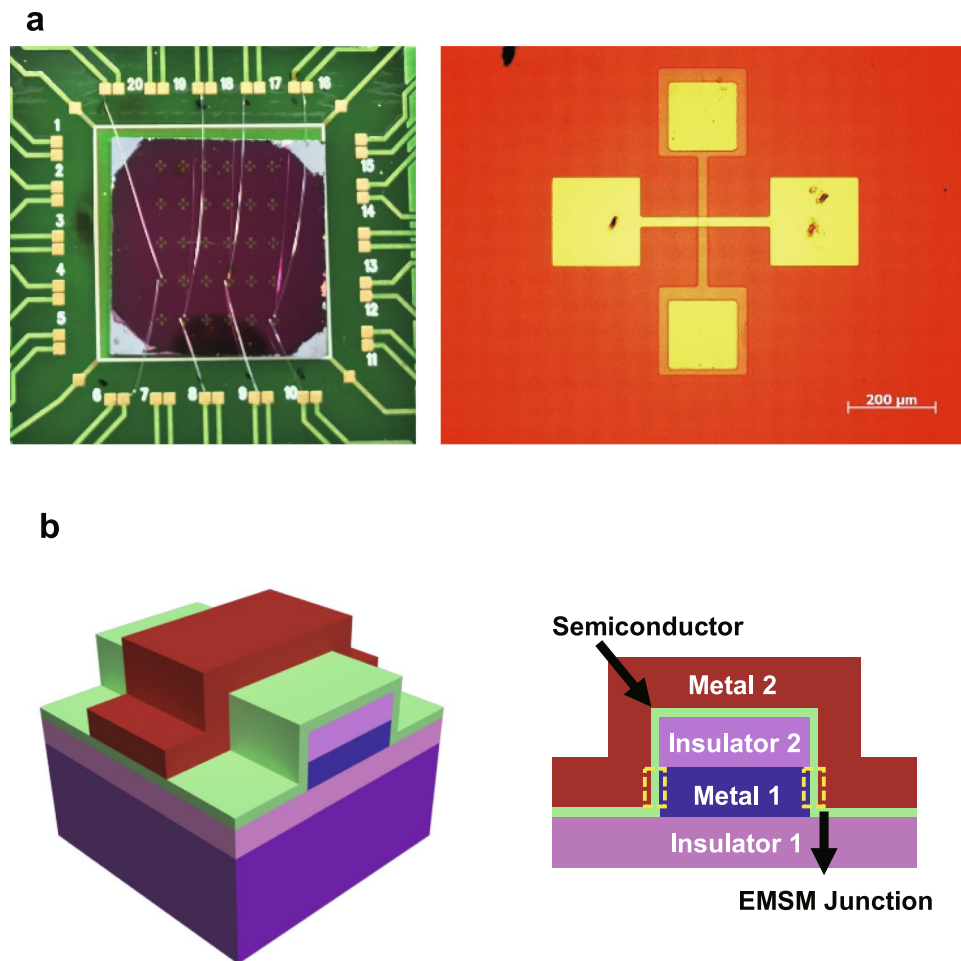 a
20 19 18 17 16
1
2
3
4
5
15
14
13
12
11
6 7 8 9 10
200 µm
b
Semiconductor
Metal 2
Insulator 2
Metal 1
Insulator 1
EMSM Junction